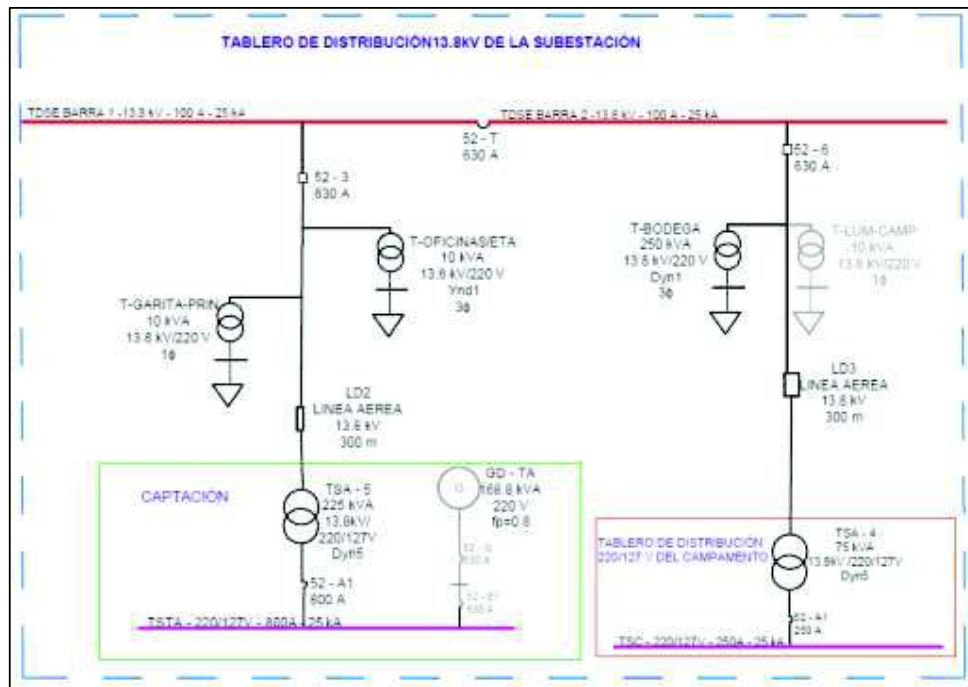 TABLERO DE DISTRIBUCIÓN13.8kV DE LA SUBESTACIÓN
TDSE BARRA 1 -13.8 kV - 100 A - 25 kA
TDSE BARRA 2 -13.8 kV - 100 A - 25 kA
52 - T
630 A
52 - 3
630 A
52 - 6
630 A
T-OFICINAS/ETA
10 kVA
13.8 kV/220 V
Ynd1
3ϕ
T-BODEGA
250 kVA
13.8 kV/220 V
Dyn1
3ϕ
T-LUM-CAMP
10 kVA
13.8 kV/220 V
1ϕ
T-GARITA-PRIN
10 kVA
13.8 kV/220 V
1ϕ
LD2
LINEA AEREA
13.8 kV
300 m
LD3
LINEA AEREA
13.8 kV
300 m
CAPTACIÓN
TSA - 5
225 kVA
13.8kV/
220/127V
Dyn5
GD - TA
168.8 kVA
220 V
fp=0.8
G
52 - A1
800 A
TSTA - 220/127V - 800A - 25 kA
TABLERO DE DISTRIBUCIÓN
220/127 V DEL CAMPAMENTO
TSA - 4
75 kVA
13.8kV /220/127V
Dyn5
52 - A1
250 A
TSC - 220/127V - 250A - 25 kA